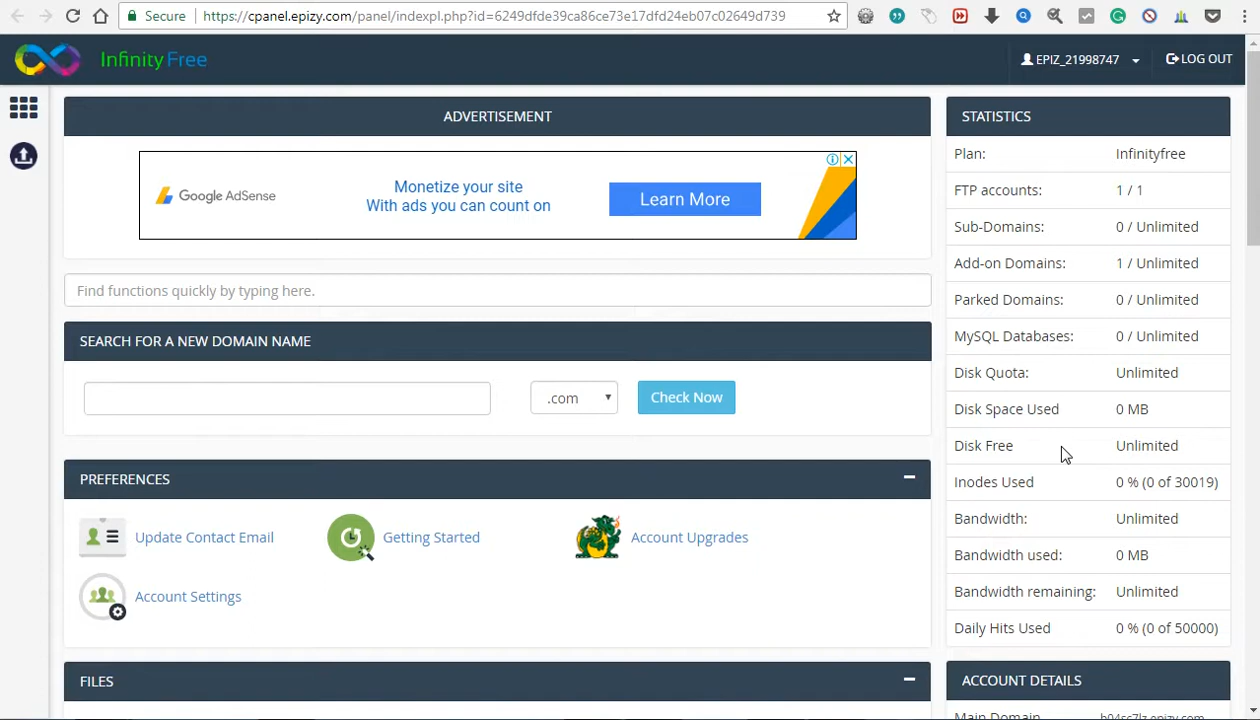 Secure
https://cpanel.epizy.com/panel/indexpl.php?id=6249dfde39ca86ce73e17dfd24eb07c02649d739
InfinityFree
EPIZ_21998747
LOG OUT
ADVERTISEMENT
Google AdSense
Monetize your site
With ads you can count on
Learn More
Find functions quickly by typing here.
SEARCH FOR A NEW DOMAIN NAME
.com
Check Now
PREFERENCES
Update Contact Email
Getting Started
Account Upgrades
Account Settings
FILES
STATISTICS
Plan: Infinityfree
FTP accounts: 1 / 1
Sub-Domains: 0 / Unlimited
Add-on Domains: 1 / Unlimited
Parked Domains: 0 / Unlimited
MySQL Databases: 0 / Unlimited
Disk Quota: Unlimited
Disk Space Used 0 MB
Disk Free Unlimited
Inodes Used 0 % (0 of 30019)
Bandwidth: Unlimited
Bandwidth used: 0 MB
Bandwidth remaining: Unlimited
Daily Hits Used 0 % (0 of 50000)
ACCOUNT DETAILS
Main Domain